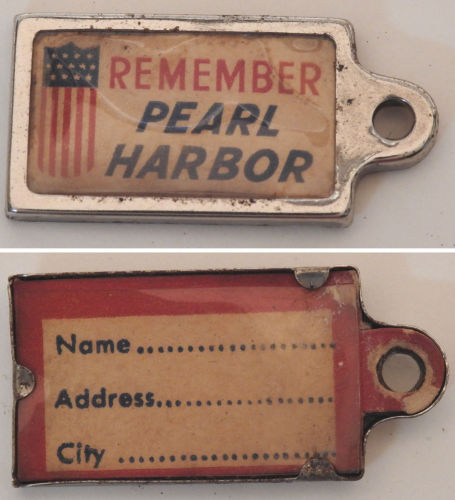 REMEMBER
PEARL
HARBOR
Name....................
Address.................
City ....................